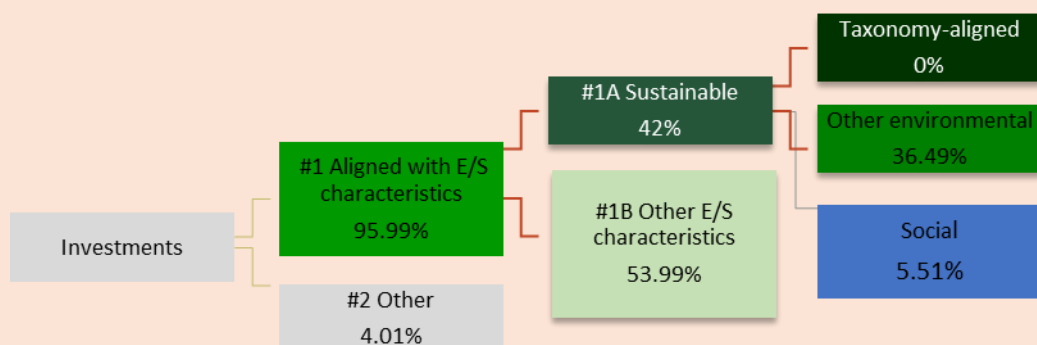 Investments
#1 Aligned with E/S
characteristics
95.99%
#2 Other
4.01%
#1A Sustainable
42%
#1B Other E/S
characteristics
53.99%
Taxonomy-aligned
0%
Other environmental
36.49%
Social
5.51%